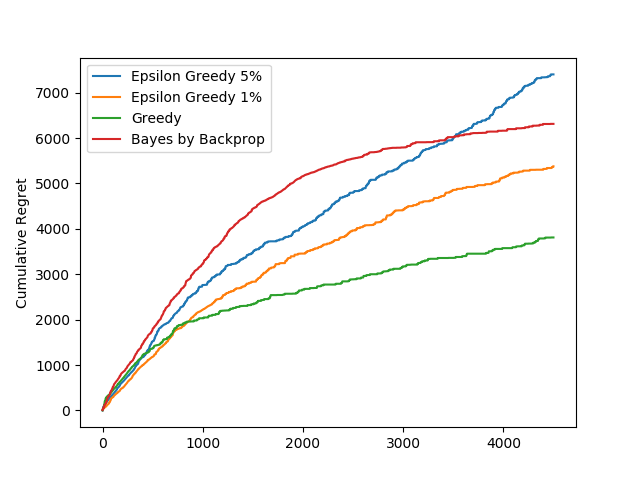 Epsilon Greedy 5%
Epsilon Greedy 1%
Greedy
Bayes by Backprop
Cumulative Regret
7000
6000
5000
4000
3000
2000
1000
0
0 1000 2000 3000 4000